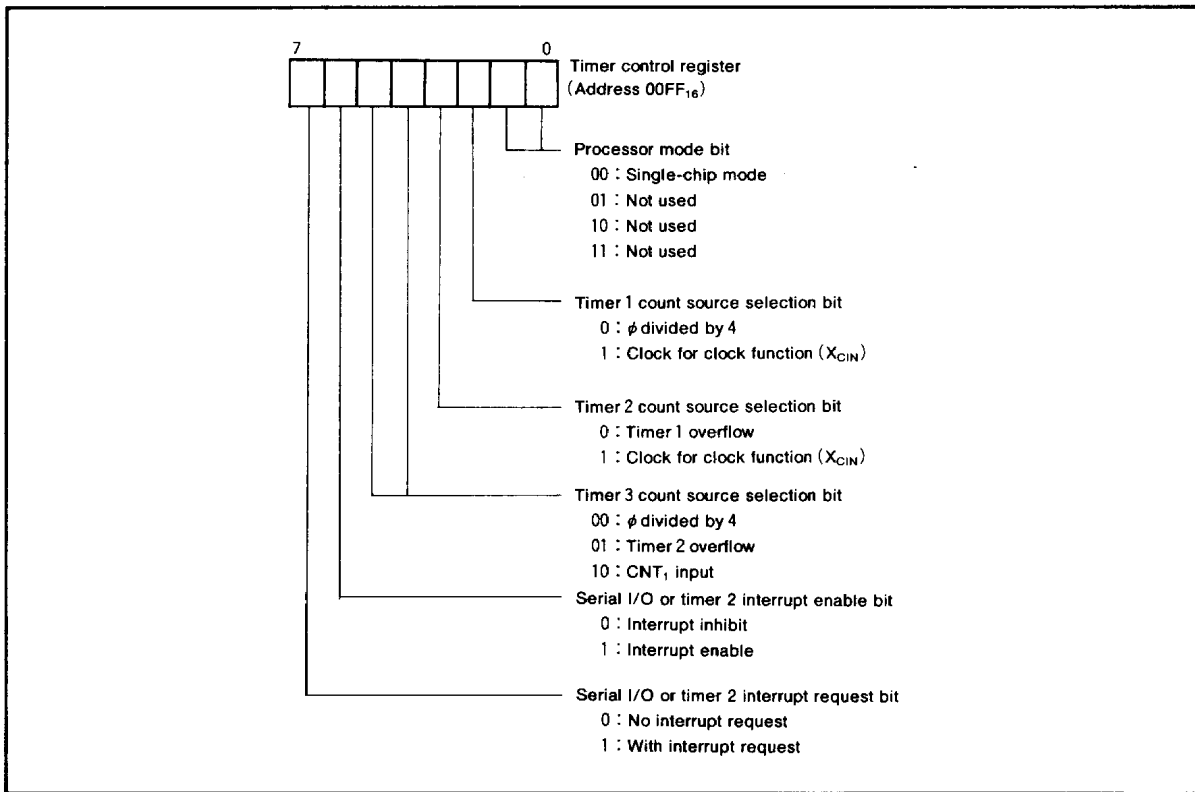 7 0
Timer control register
(Address 00FF₁₆)
Processor mode bit
00 : Single-chip mode
01 : Not used
10 : Not used
11 : Not used
Timer 1 count source selection bit
0 : ϕ divided by 4
1 : Clock for clock function (X_CIN)
Timer 2 count source selection bit
0 : Timer 1 overflow
1 : Clock for clock function (X_CIN)
Timer 3 count source selection bit
00 : ϕ divided by 4
01 : Timer 2 overflow
10 : CNT₁ input
Serial I/O or timer 2 interrupt enable bit
0 : Interrupt inhibit
1 : Interrupt enable
Serial I/O or timer 2 interrupt request bit
0 : No interrupt request
1 : With interrupt request